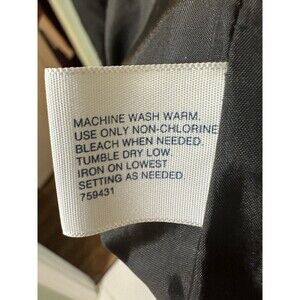 MACHINE WASH WARM.
USE ONLY NON-CHLORINE
BLEACH WHEN NEEDED.
TUMBLE DRY LOW.
IRON ON LOWEST
SETTING AS NEEDED.
759431